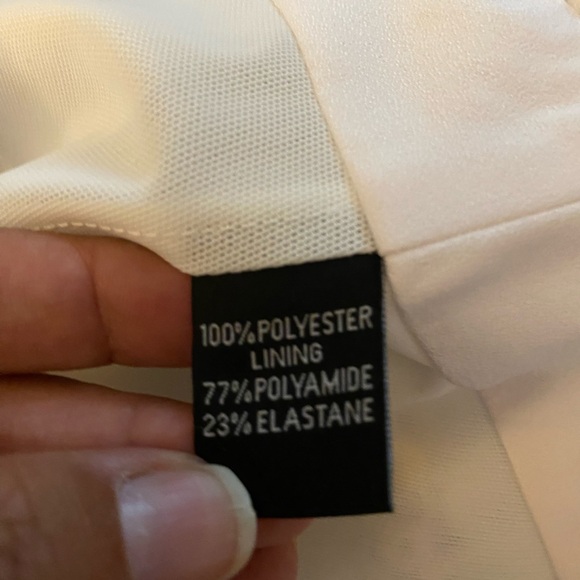 100%POLYESTER
LINING
77%POLYAMIDE
23%ELASTANE